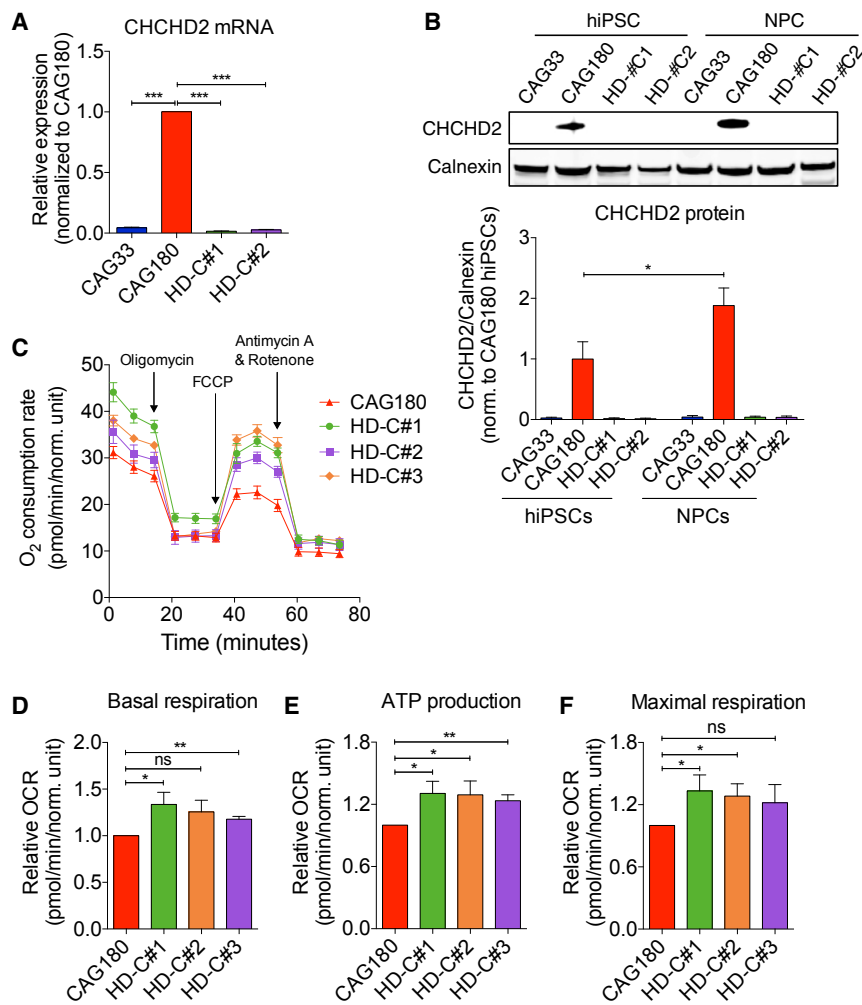 A
CHCHD2 mRNA
Relative expression
(normalized to CAG180)
1.5
1.0
0.5
0.0
***
***
***
CAG33
CAG180
HD-C#1
HD-C#2
B
hiPSC
NPC
CAG33
CAG180
HD-#C1
HD-#C2
CAG33
CAG180
HD-#C1
HD-#C2
CHCHD2
Calnexin
CHCHD2 protein
CHCHD2/Calnexin
(norm. to CAG180 hiPSCs)
3
2
1
0
*
CAG33
CAG180
HD-C#1
HD-C#2
CAG33
CAG180
HD-C#1
HD-C#2
hiPSCs
NPCs
C
O2 consumption rate
(pmol/min/norm. unit)
50
40
30
20
10
0
Oligomycin
FCCP
Antimycin A
& Rotenone
CAG180
HD-C#1
HD-C#2
HD-C#3
0
20
40
60
80
Time (minutes)
D
Basal respiration
Relative OCR
(pmol/min/norm. unit)
2.0
1.5
1.0
0.5
0.0
**
ns
*
CAG180
HD-C#1
HD-C#2
HD-C#3
E
ATP production
Relative OCR
(pmol/min/norm. unit)
1.8
1.2
0.6
0.0
**
*
*
CAG180
HD-C#1
HD-C#2
HD-C#3
F
Maximal respiration
Relative OCR
(pmol/min/norm. unit)
1.8
1.2
0.6
0.0
ns
*
*
CAG180
HD-C#1
HD-C#2
HD-C#3